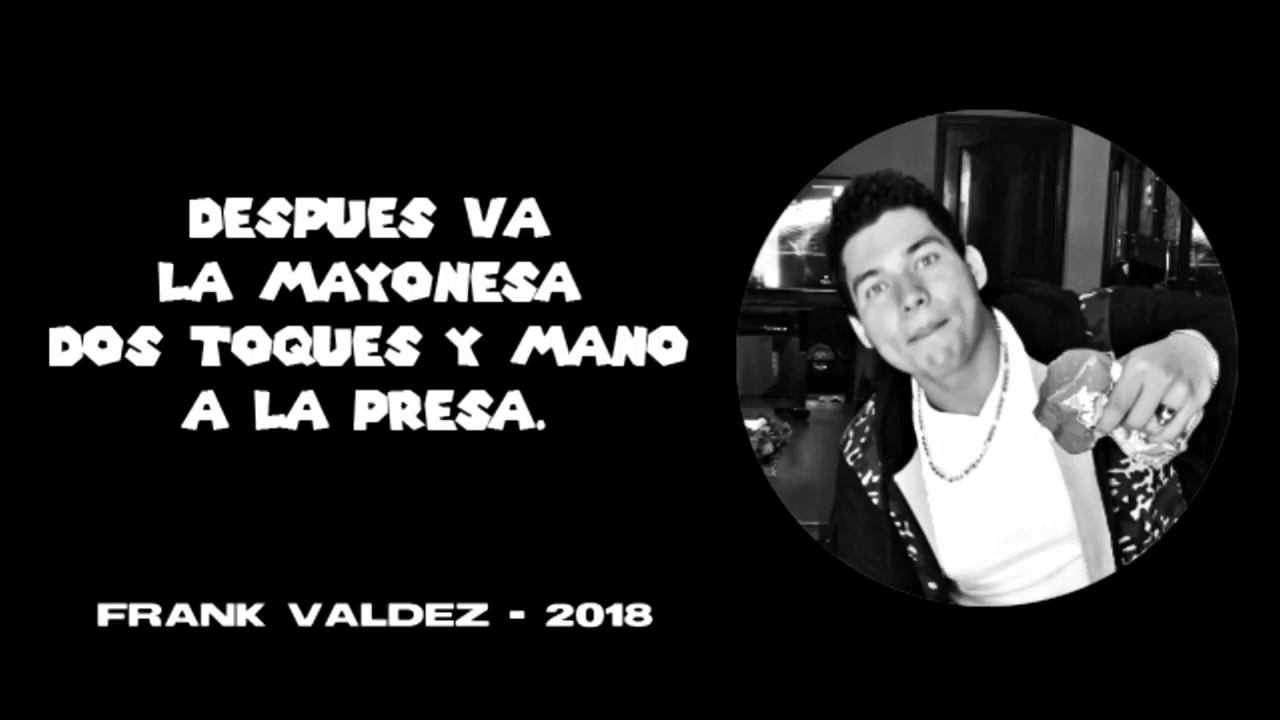 DESPUES VA
LA MAYONESA
DOS TOQUES Y MANO
A LA PRESA.
FRANK VALDEZ - 2018